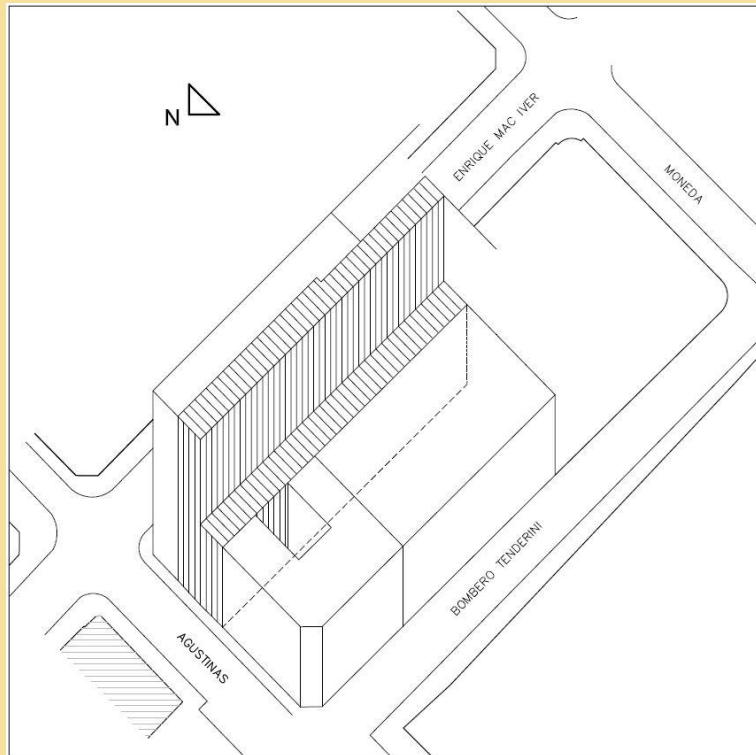 N
ENRIQUE MAC IVER
MONEDA
BOMBERO TENDERINI
AGUSTINAS